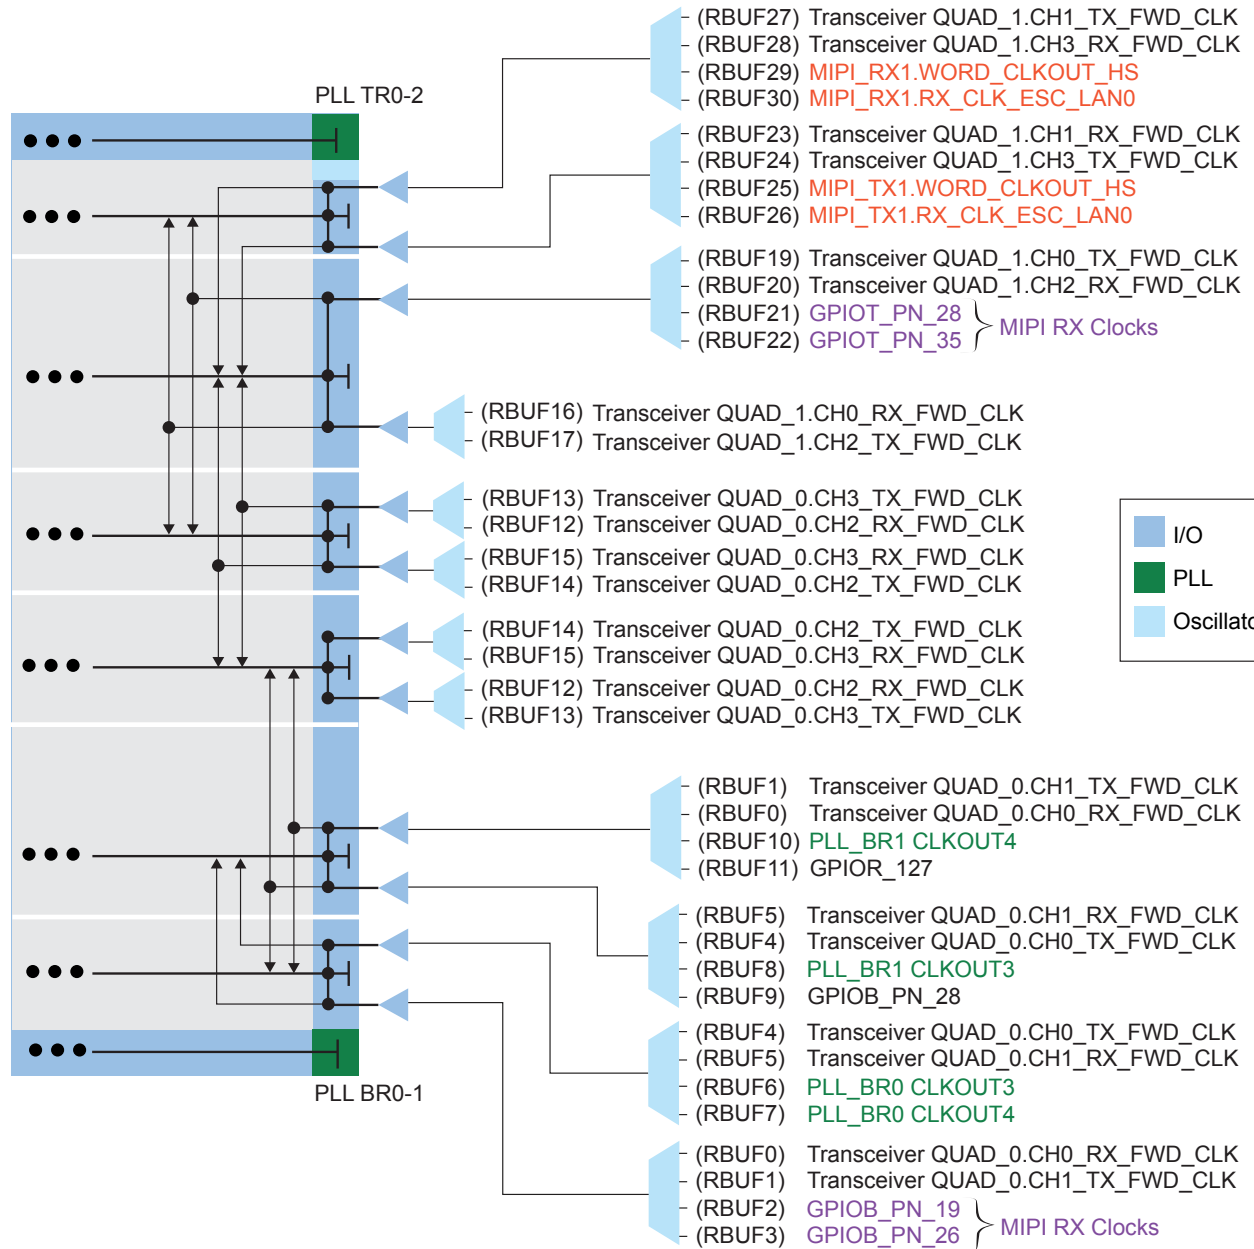 (RBUF27) Transceiver QUAD_1.CH1_TX_FWD_CLK
(RBUF28) Transceiver QUAD_1.CH3_RX_FWD_CLK
(RBUF29) MIPI_RX1.WORD_CLKOUT_HS
(RBUF30) MIPI_RX1.RX_CLK_ESC_LAN0
PLL TR0-2
(RBUF23) Transceiver QUAD_1.CH1_RX_FWD_CLK
(RBUF24) Transceiver QUAD_1.CH3_TX_FWD_CLK
(RBUF25) MIPI_TX1.WORD_CLKOUT_HS
(RBUF26) MIPI_TX1.RX_CLK_ESC_LAN0
(RBUF19) Transceiver QUAD_1.CH0_TX_FWD_CLK
(RBUF20) Transceiver QUAD_1.CH2_RX_FWD_CLK
(RBUF21) GPIOT_PN_28
(RBUF22) GPIOT_PN_35
MIPI RX Clocks
(RBUF16) Transceiver QUAD_1.CH0_RX_FWD_CLK
(RBUF17) Transceiver QUAD_1.CH2_TX_FWD_CLK
(RBUF13) Transceiver QUAD_0.CH3_TX_FWD_CLK
(RBUF12) Transceiver QUAD_0.CH2_RX_FWD_CLK
(RBUF15) Transceiver QUAD_0.CH3_RX_FWD_CLK
(RBUF14) Transceiver QUAD_0.CH2_TX_FWD_CLK
I/O
PLL
Oscillato
(RBUF14) Transceiver QUAD_0.CH2_TX_FWD_CLK
(RBUF15) Transceiver QUAD_0.CH3_RX_FWD_CLK
(RBUF12) Transceiver QUAD_0.CH2_RX_FWD_CLK
(RBUF13) Transceiver QUAD_0.CH3_TX_FWD_CLK
(RBUF1) Transceiver QUAD_0.CH1_TX_FWD_CLK
(RBUF0) Transceiver QUAD_0.CH0_RX_FWD_CLK
(RBUF10) PLL_BR1 CLKOUT4
(RBUF11) GPIOR_127
(RBUF5) Transceiver QUAD_0.CH1_RX_FWD_CLK
(RBUF4) Transceiver QUAD_0.CH0_TX_FWD_CLK
(RBUF8) PLL_BR1 CLKOUT3
(RBUF9) GPIOB_PN_28
(RBUF4) Transceiver QUAD_0.CH0_TX_FWD_CLK
(RBUF5) Transceiver QUAD_0.CH1_RX_FWD_CLK
(RBUF6) PLL_BR0 CLKOUT3
(RBUF7) PLL_BR0 CLKOUT4
PLL BR0-1
(RBUF0) Transceiver QUAD_0.CH0_RX_FWD_CLK
(RBUF1) Transceiver QUAD_0.CH1_TX_FWD_CLK
(RBUF2) GPIOB_PN_19
(RBUF3) GPIOB_PN_26
MIPI RX Clocks